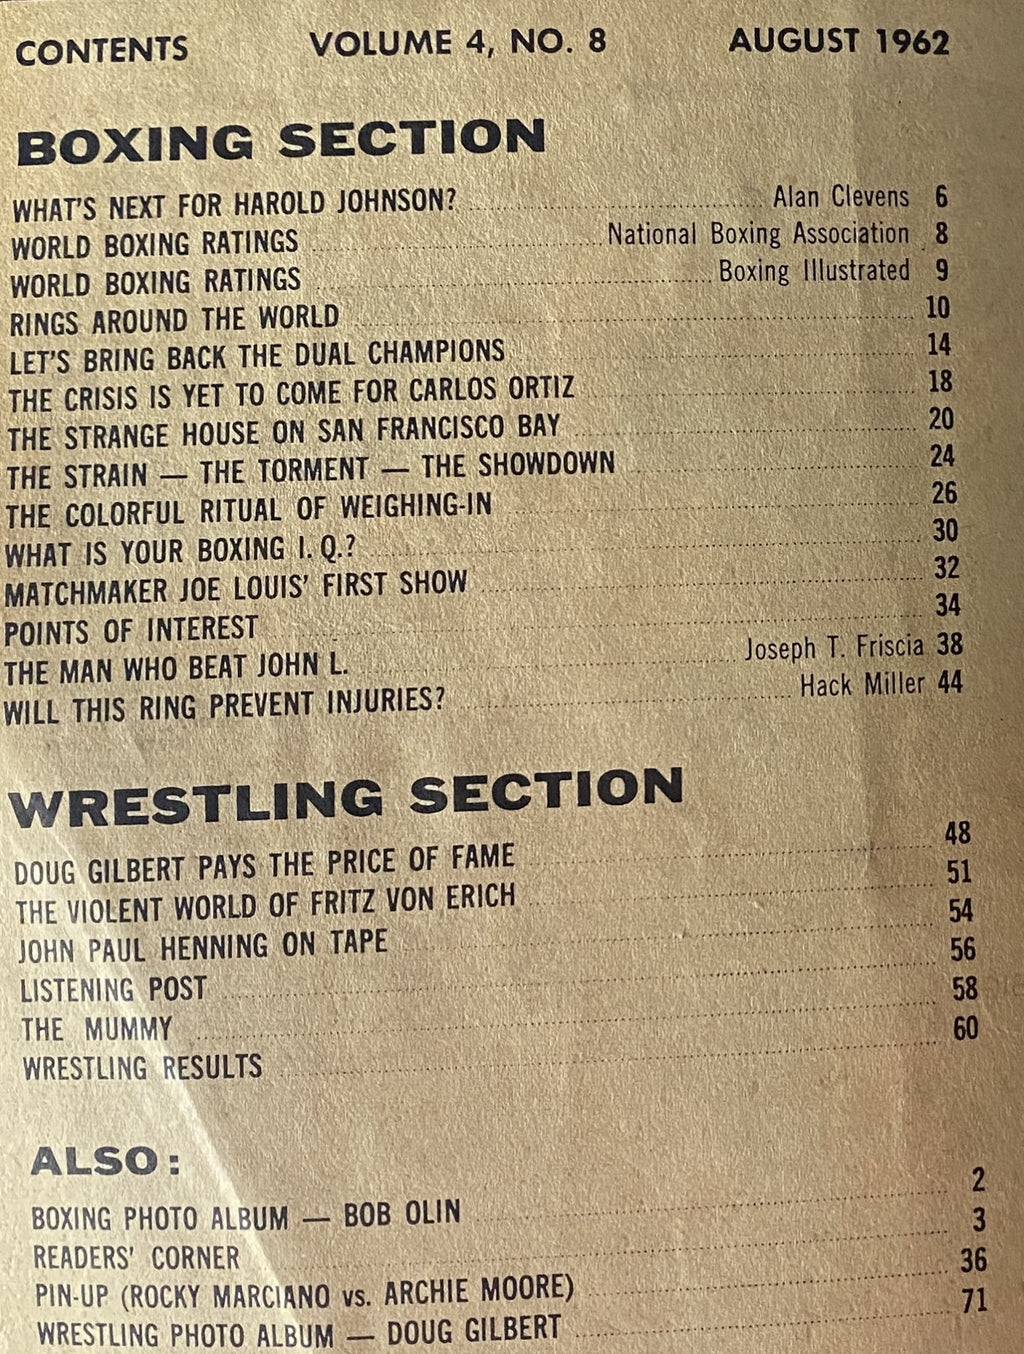 CONTENTS VOLUME 4, NO. 8 AUGUST 1962
BOXING SECTION
WHAT'S NEXT FOR HAROLD JOHNSON? Alan Clevens 6
WORLD BOXING RATINGS National Boxing Association 8
WORLD BOXING RATINGS Boxing Illustrated 9
RINGS AROUND THE WORLD 10
LET'S BRING BACK THE DUAL CHAMPIONS 14
THE CRISIS IS YET TO COME FOR CARLOS ORTIZ 18
THE STRANGE HOUSE ON SAN FRANCISCO BAY 20
THE STRAIN — THE TORMENT — THE SHOWDOWN 24
THE COLORFUL RITUAL OF WEIGHING-IN 26
WHAT IS YOUR BOXING I. Q.? 30
MATCHMAKER JOE LOUIS' FIRST SHOW 32
POINTS OF INTEREST 34
THE MAN WHO BEAT JOHN L. Joseph T. Friscia 38
WILL THIS RING PREVENT INJURIES? Hack Miller 44
WRESTLING SECTION
DOUG GILBERT PAYS THE PRICE OF FAME 48
THE VIOLENT WORLD OF FRITZ VON ERICH 51
JOHN PAUL HENNING ON TAPE 54
LISTENING POST 56
THE MUMMY 58
WRESTLING RESULTS 60
ALSO:
BOXING PHOTO ALBUM — BOB OLIN 2
READERS' CORNER 3
PIN-UP (ROCKY MARCIANO vs. ARCHIE MOORE) 36
WRESTLING PHOTO ALBUM — DOUG GILBERT 71